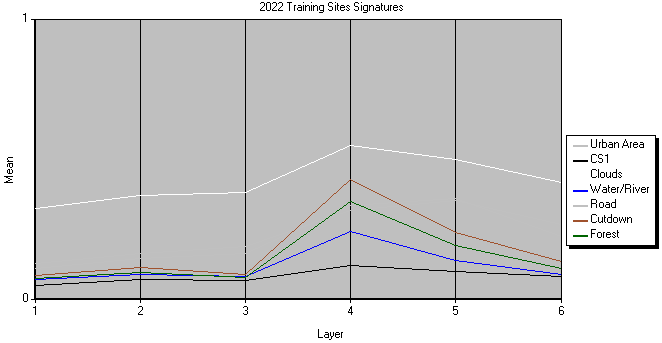 2022 Training Sites Signatures
1
Mean
0
1 2 3 4 5 6
Layer
Urban Area
CS1
Clouds
Water/River
Road
Cutdown
Forest